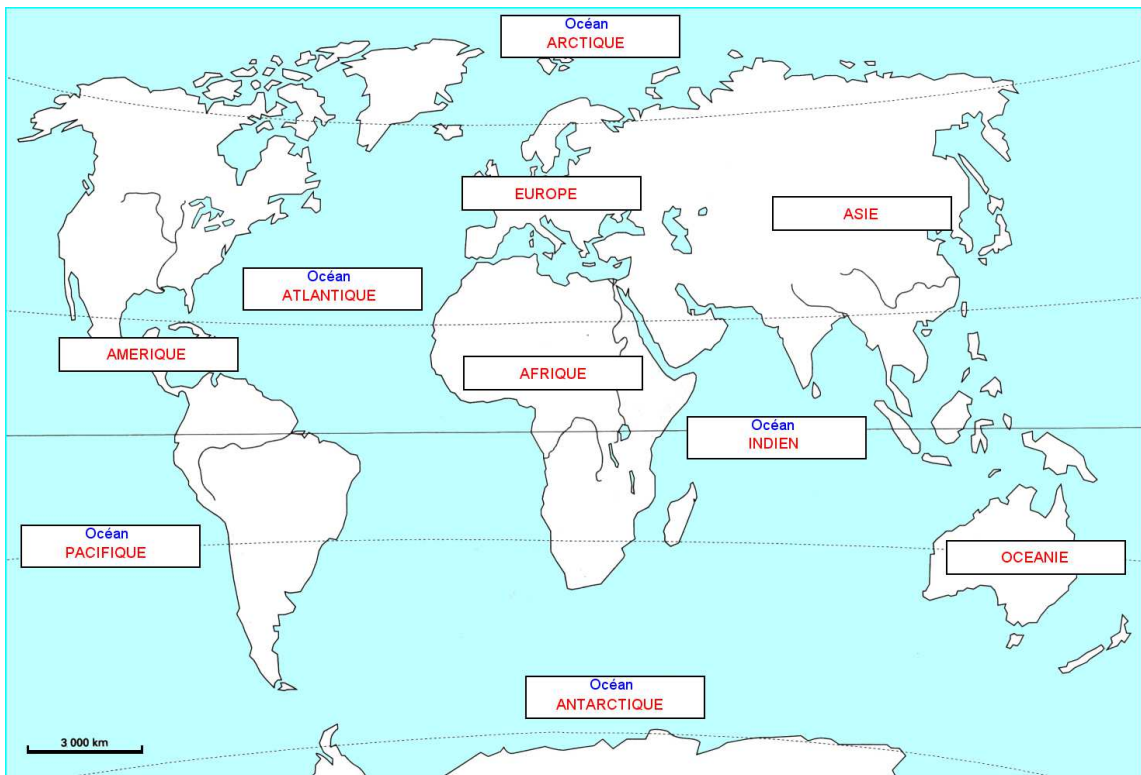 Océan
ARCTIQUE
EUROPE
ASIE
Océan
ATLANTIQUE
AMERIQUE
AFRIQUE
Océan
INDIEN
Océan
PACIFIQUE
OCEANIE
Océan
ANTARCTIQUE
3 000 km